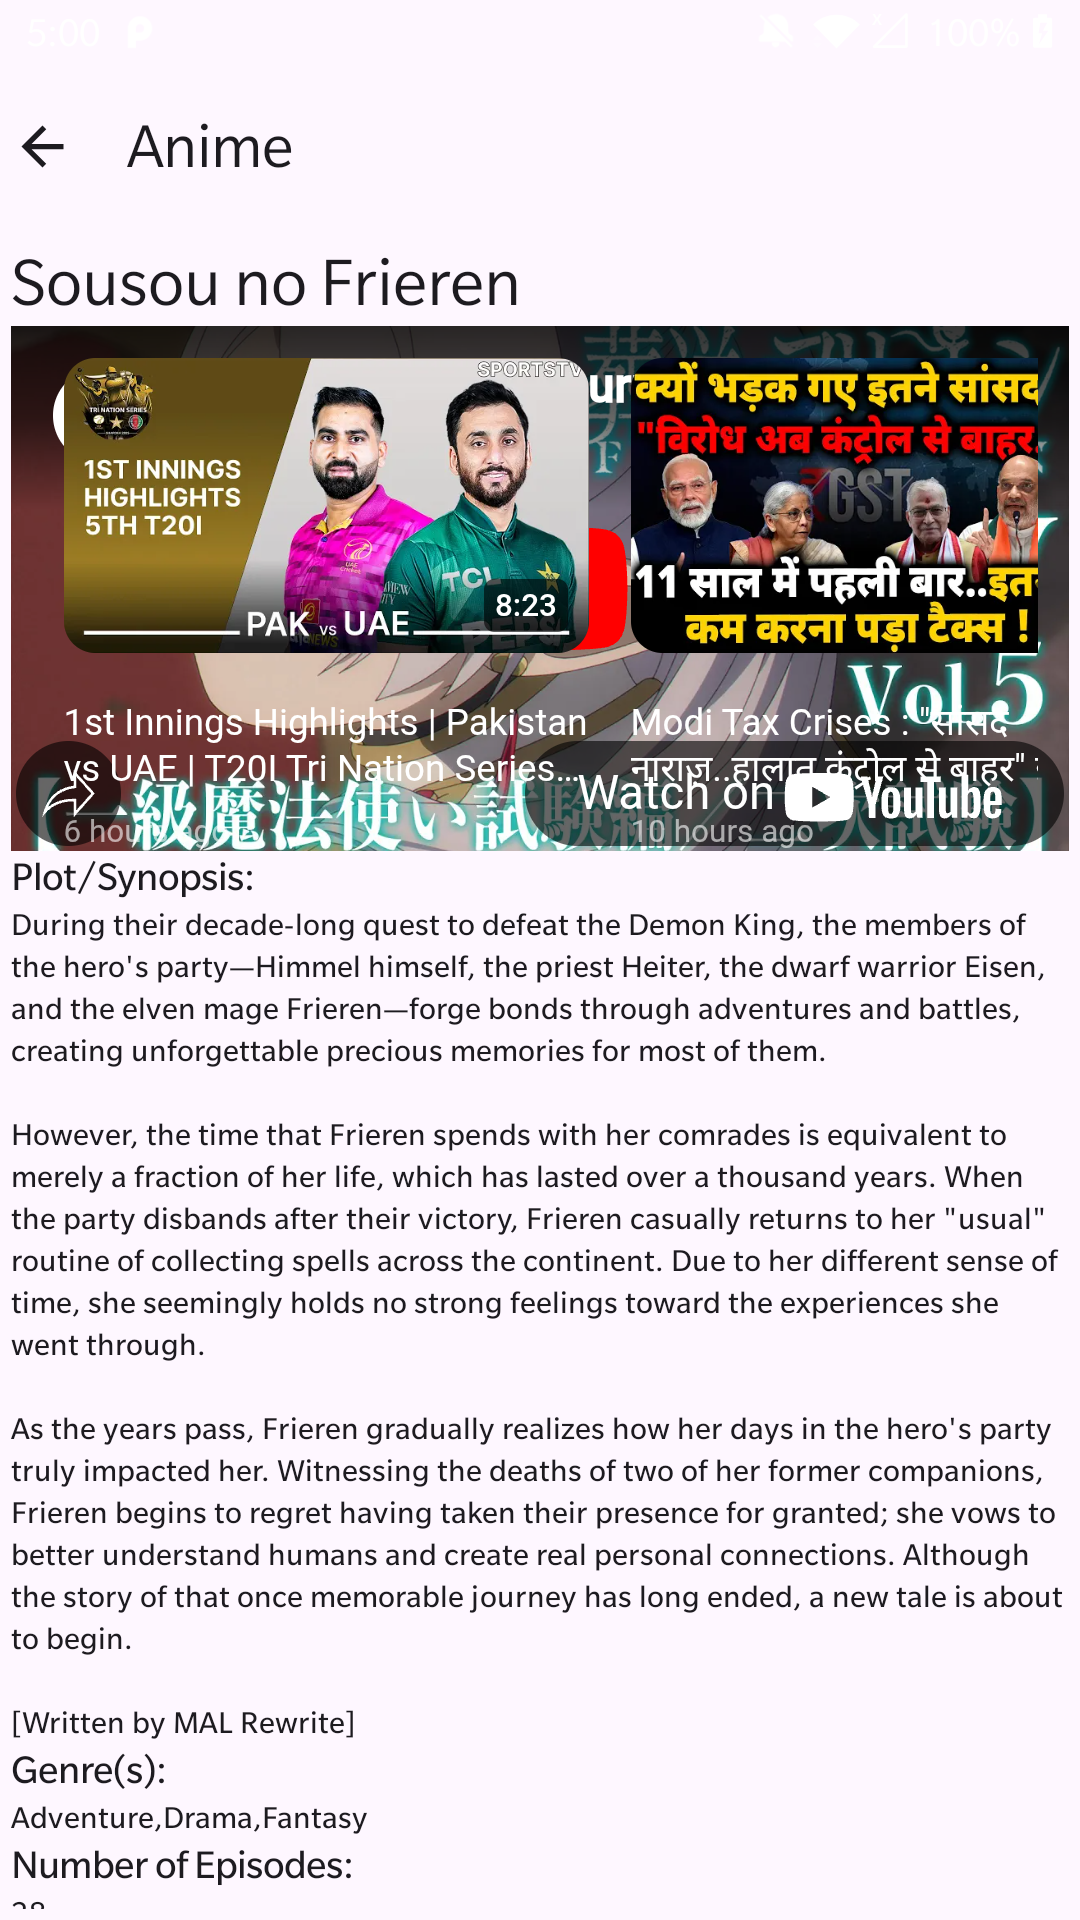 5:00
100%
Anime
Sousou no Frieren
SPORTSTV
TRI NATION SERIES
1ST INNINGS
HIGHLIGHTS
5TH T20I
TCL
8:23
PAK vs UAE
ur
क्यों भड़क गए इतने सांसद
"विरोध अब कंट्रोल से बाहर
GST
11 साल में पहली बार..इत
कम करना पड़ा टैक्स !
Vol.5
1st Innings Highlights | Pakistan
vs UAE | T20I Tri Nation Series...
6 hours ago
Modi Tax Crises : "सांसद
नाराज़..हालात कंट्रोल से बाहर"
10 hours ago
Watch on YouTube
【一級魔法使い試験編
Plot/Synopsis:
During their decade-long quest to defeat the Demon King, the members of
the hero's party—Himmel himself, the priest Heiter, the dwarf warrior Eisen,
and the elven mage Frieren—forge bonds through adventures and battles,
creating unforgettable precious memories for most of them.
However, the time that Frieren spends with her comrades is equivalent to
merely a fraction of her life, which has lasted over a thousand years. When
the party disbands after their victory, Frieren casually returns to her "usual"
routine of collecting spells across the continent. Due to her different sense of
time, she seemingly holds no strong feelings toward the experiences she
went through.
As the years pass, Frieren gradually realizes how her days in the hero's party
truly impacted her. Witnessing the deaths of two of her former companions,
Frieren begins to regret having taken their presence for granted; she vows to
better understand humans and create real personal connections. Although
the story of that once memorable journey has long ended, a new tale is about
to begin.
[Written by MAL Rewrite]
Genre(s):
Adventure,Drama,Fantasy
Number of Episodes:
28